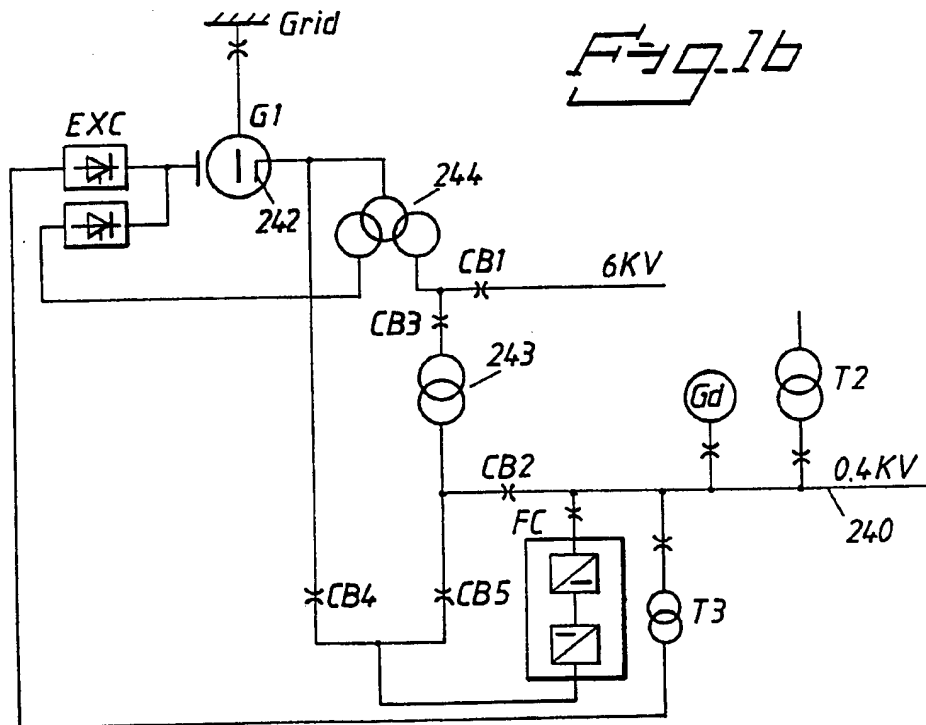 Grid
Fig. 1b
EXC
G1
242
244
CB1
6KV
CB3
243
Gd
T2
CB2
0.4KV
FC
240
CB4
CB5
T3